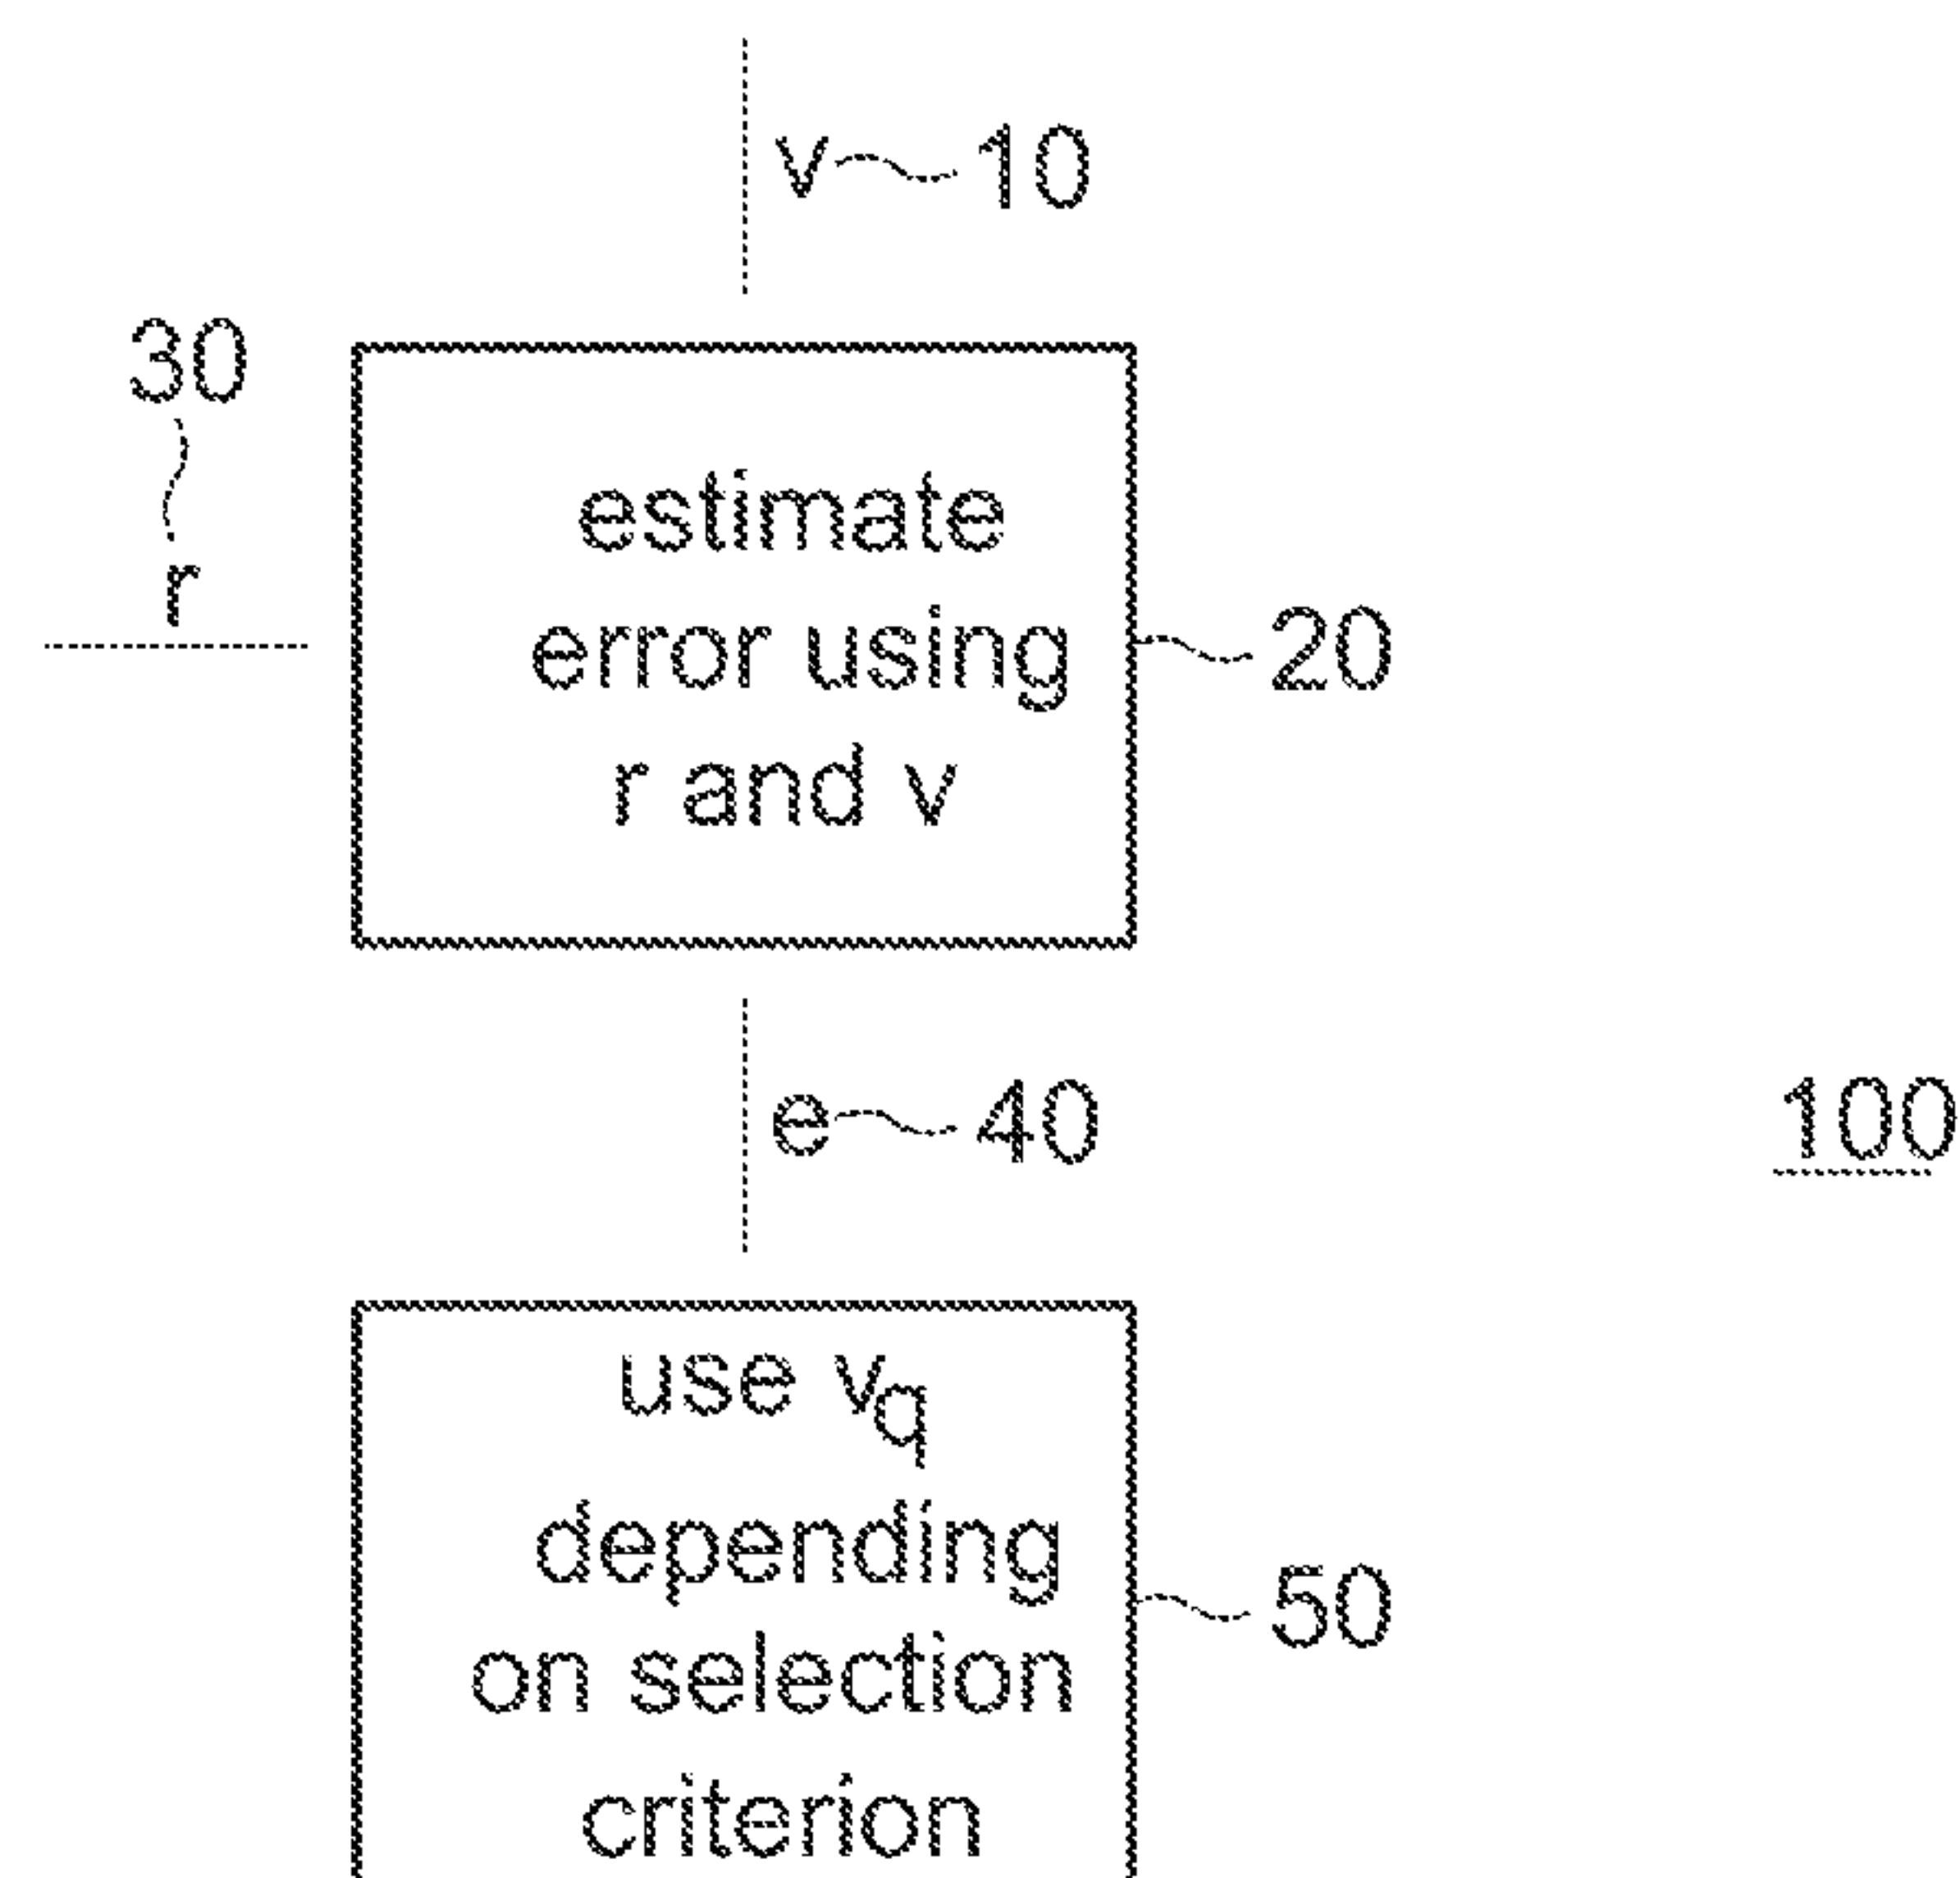 v 10
30
r
estimate
error using
r and v
20
e 40
100
use vq
depending
on selection
criterion
50